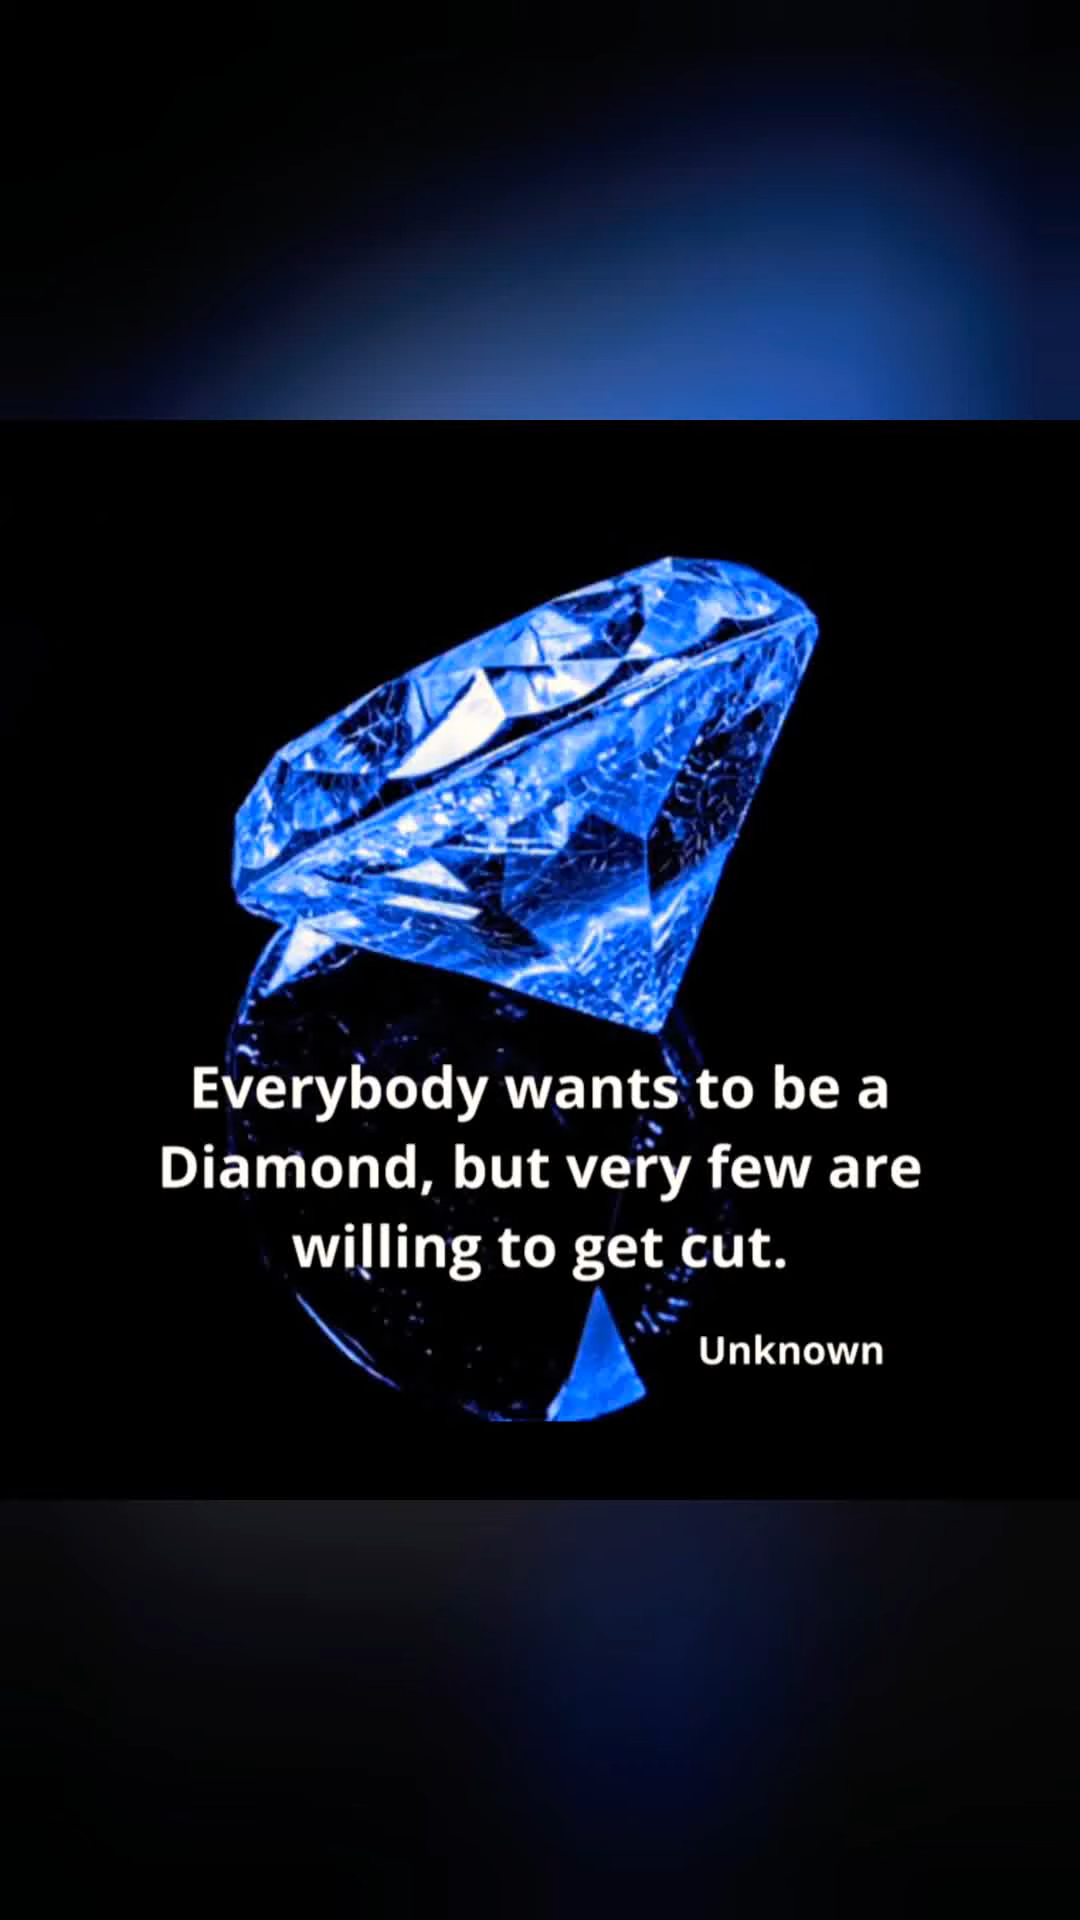 Everybody wants to be a
Diamond, but very few are
willing to get cut.
Unknown